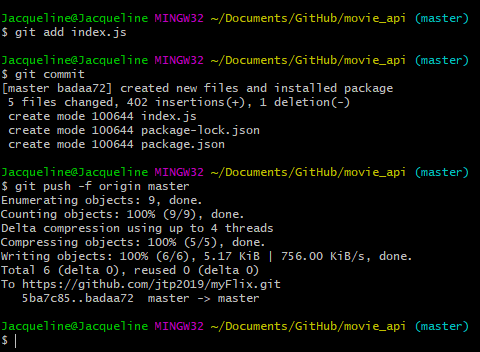 Jacqueline@Jacqueline MINGW32 ~/Documents/GitHub/movie_api (master)
$ git add index.js
Jacqueline@Jacqueline MINGW32 ~/Documents/GitHub/movie_api (master)
$ git commit
[master badaa72] created new files and installed package
5 files changed, 402 insertions(+), 1 deletion(-)
create mode 100644 index.js
create mode 100644 package-lock.json
create mode 100644 package.json
Jacqueline@Jacqueline MINGW32 ~/Documents/GitHub/movie_api (master)
$ git push -f origin master
Enumerating objects: 9, done.
Counting objects: 100% (9/9), done.
Delta compression using up to 4 threads
Compressing objects: 100% (5/5), done.
Writing objects: 100% (6/6), 5.17 KiB | 756.00 KiB/s, done.
Total 6 (delta 0), reused 0 (delta 0)
To https://github.com/jtp2019/myFlix.git
5ba7c85..badaa72  master -> master
Jacqueline@Jacqueline MINGW32 ~/Documents/GitHub/movie_api (master)
$